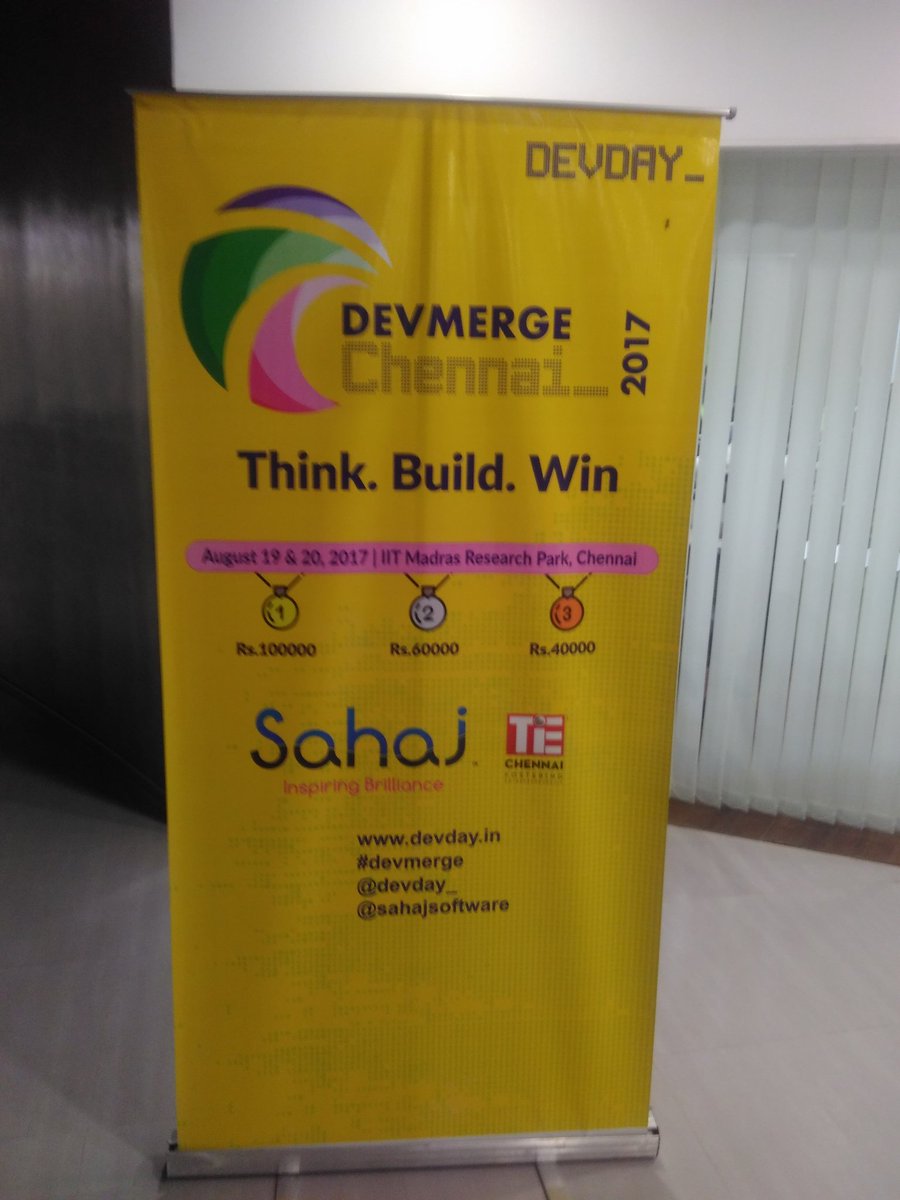 DEVDAY_
DEVMERGE
Chennai_
2017
Think. Build. Win
August 19 & 20, 2017 | IIT Madras Research Park, Chennai
1 2 3
Rs.100000 Rs.60000 Rs.40000
Sahaj
Inspiring Brilliance
TiE
CHENNAI
FOSTERING
www.devday.in
#devmerge
@devday_
@sahajsoftware